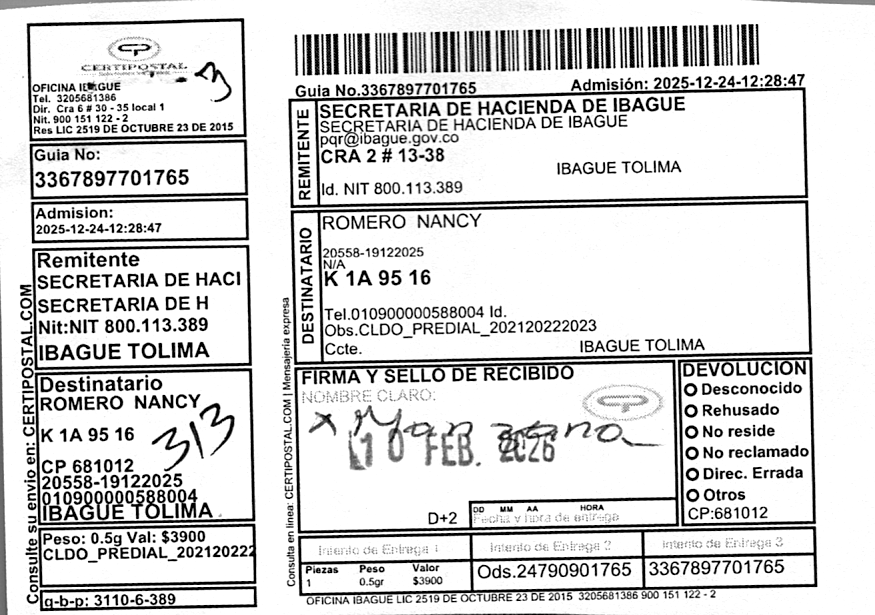 CERTIPOSTAL
3
OFICINA IBAGUE
Tel. 3205681386
Dir. Cra 6 # 30 - 35 local 1
Nit. 900 151 122 - 2
Res LIC 2519 DE OCTUBRE 23 DE 2015
Guia No:
3367897701765
Admision:
2025-12-24-12:28:47
Remitente
SECRETARIA DE HACI
SECRETARIA DE H
Nit:NIT 800.113.389
IBAGUE TOLIMA
Destinatario
ROMERO NANCY
K 1A 95 16
313
CP 681012
20558-19122025
010900000588004
IBAGUE TOLIMA
Peso: 0.5g Val: $3900
CLDO_PREDIAL_202120222
g-b-p: 3110-6-389
Consulte su envio en: CERTIPOSTAL.COM
Guia No.3367897701765 Admisión: 2025-12-24-12:28:47
REMITENTE
SECRETARIA DE HACIENDA DE IBAGUE
SECRETARIA DE HACIENDA DE IBAGUE
pqr@ibague.gov.co
CRA 2 # 13-38
IBAGUE TOLIMA
Id. NIT 800.113.389
DESTINATARIO
ROMERO NANCY
20558-19122025
N/A
K 1A 95 16
Tel.010900000588004 Id.
Obs.CLDO_PREDIAL_202120222023
Ccte. IBAGUE TOLIMA
Consulta en linea: CERTIPOSTAL.COM | Mensajeria expresa
FIRMA Y SELLO DE RECIBIDO
NOMBRE CLARO:
x Manzana
10 FEB. 2026
D+2
DD MM AA HORA
Fecha y hora de entrega
DEVOLUCION
Desconocido
Rehusado
No reside
No reclamado
Direc. Errada
Otros
CP:681012
Intento de Entrega 1 Intento de Entrega 2 Intento de Entrega 3
Piezas Peso Valor
1 0.5gr $3900
Ods.24790901765 3367897701765
OFICINA IBAGUE LIC 2519 DE OCTUBRE 23 DE 2015 3205681386 900 151 122 - 2